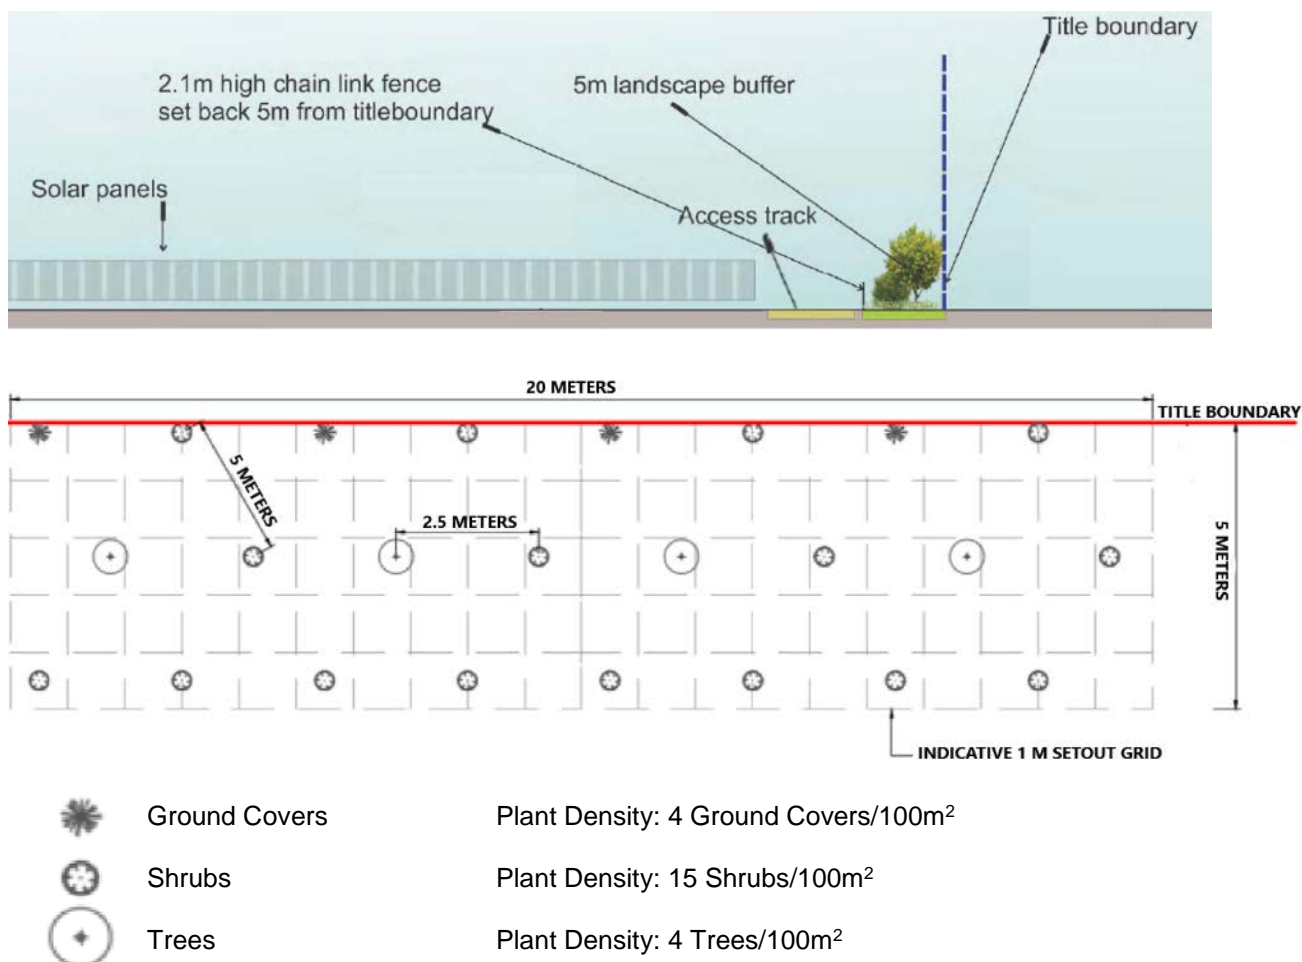 Title boundary
2.1m high chain link fence
set back 5m from titleboundary
5m landscape buffer
Solar panels
Access track
20 METERS
TITLE BOUNDARY
5 METERS
2.5 METERS
5 METERS
INDICATIVE 1 M SETOUT GRID
Ground Covers Plant Density: 4 Ground Covers/100m²
Shrubs Plant Density: 15 Shrubs/100m²
Trees Plant Density: 4 Trees/100m²